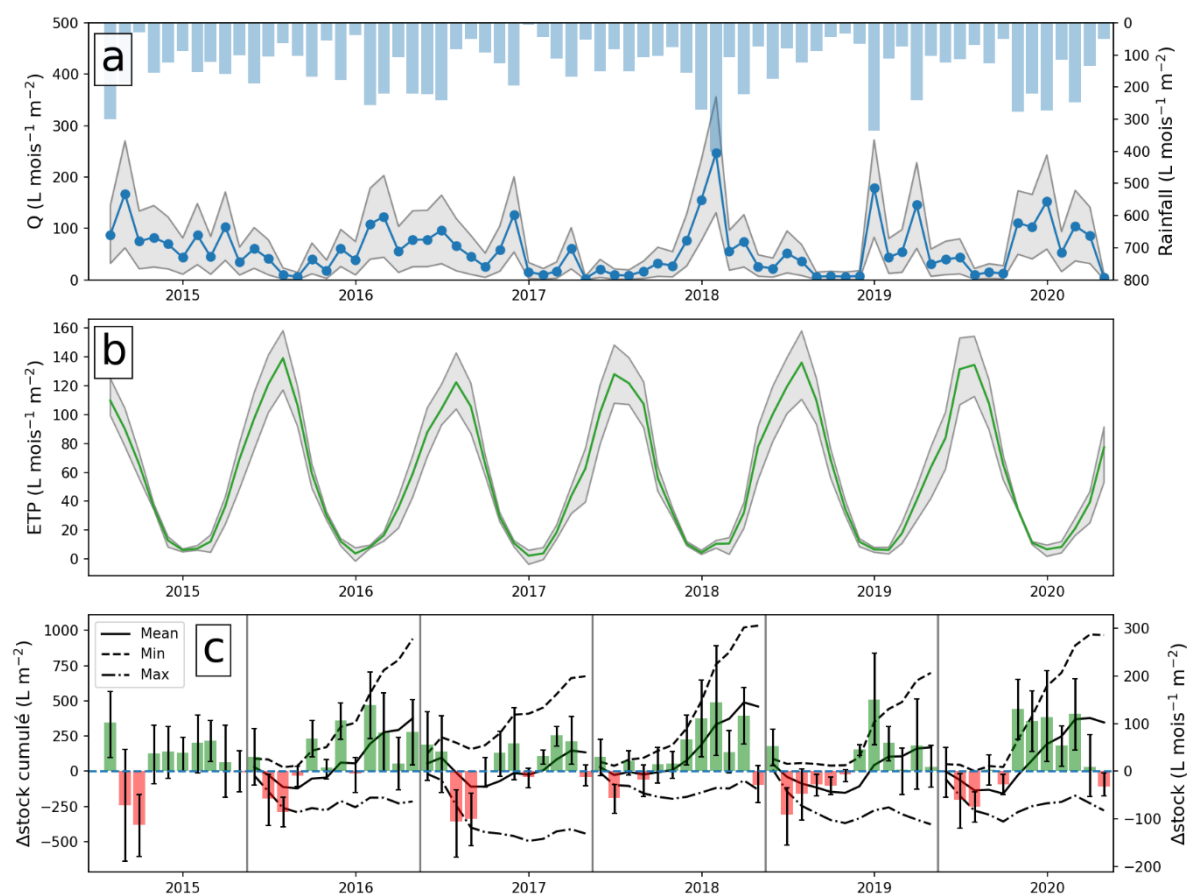 a
Q (L mois⁻¹ m⁻²)
500
400
300
200
100
0
0
100
200
300
400
500
600
700
800
Rainfall (L mois⁻¹ m⁻²)
2015 2016 2017 2018 2019 2020
b
ETP (L mois⁻¹ m⁻²)
160
140
120
100
80
60
40
20
0
2015 2016 2017 2018 2019 2020
c
Mean
Min
Max
Δstock cumulé (L m⁻²)
1000
750
500
250
0
−250
−500
300
200
100
0
−100
−200
Δstock (L mois⁻¹ m⁻²)
2015 2016 2017 2018 2019 2020